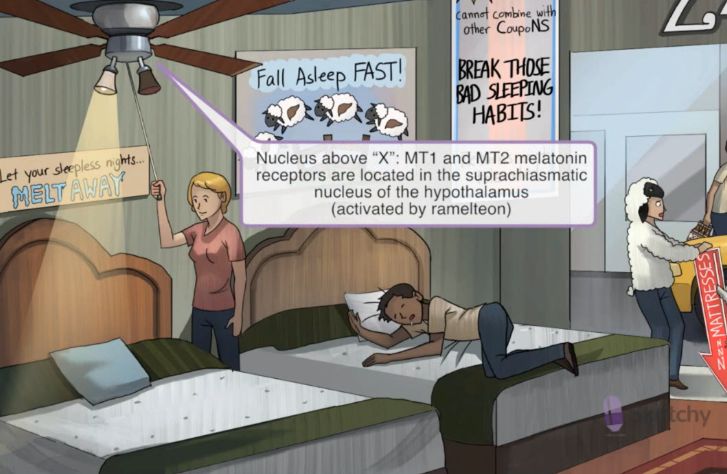 Cannot combine with
other CoupoNS
BREAK THOSE
BAD SLEEPING
HABITS!
Fall Asleep FAST!
Let your sleepless nights...
MELT AWAY
Nucleus above “X”: MT1 and MT2 melatonin
receptors are located in the suprachiasmatic
nucleus of the hypothalamus
(activated by ramelteon)
MATTRESSES